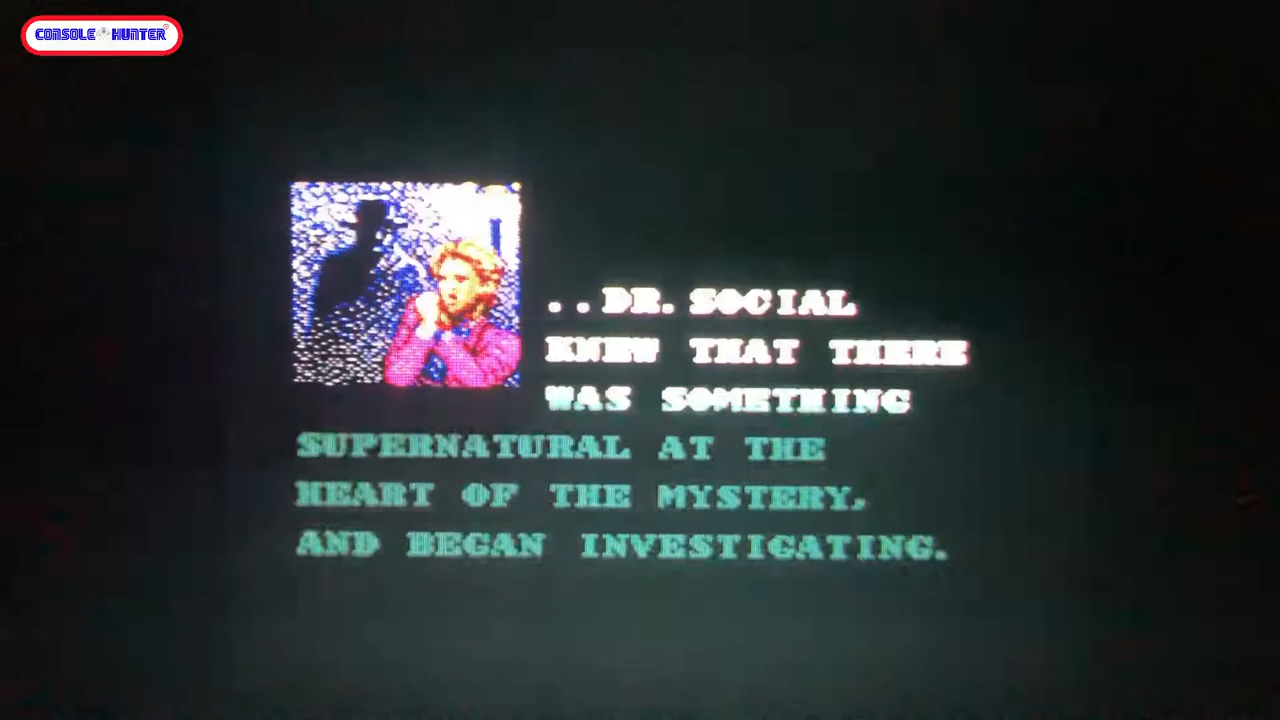 CONSOLE HUNTER
..DR. SOCIAL
KNEW THAT THERE
WAS SOMETHING
SUPERNATURAL AT THE
HEART OF THE MYSTERY,
AND BEGAN INVESTIGATING.